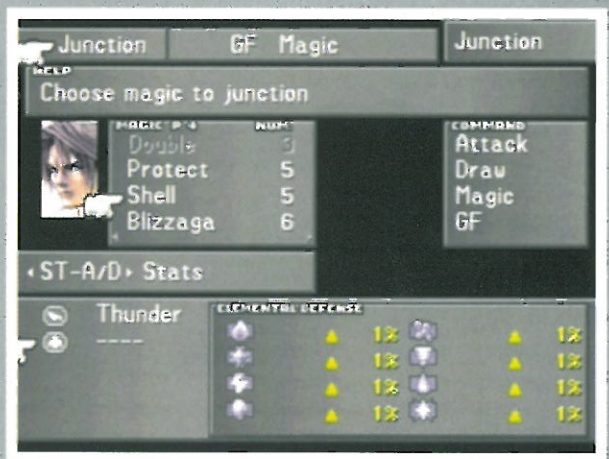 Junction
GF Magic
Junction
HELP
Choose magic to junction
MAGIC P.4 NUM.
Double 3
Protect 5
Shell 5
Blizzaga 6
COMMAND
Attack
Draw
Magic
GF
ST-A/D Stats
Thunder
----
ELEMENTAL DEFENSE
1% 1%
1% 1%
1% 1%
1% 1%